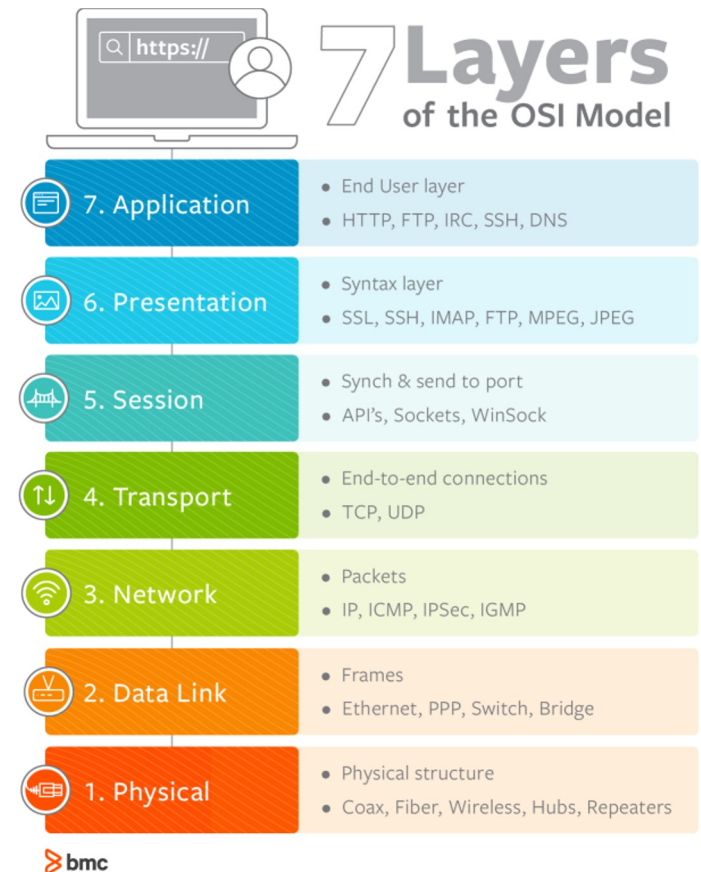 https://
7 Layers
of the OSI Model
7. Application
• End User layer
• HTTP, FTP, IRC, SSH, DNS
6. Presentation
• Syntax layer
• SSL, SSH, IMAP, FTP, MPEG, JPEG
5. Session
• Synch & send to port
• API's, Sockets, WinSock
4. Transport
• End-to-end connections
• TCP, UDP
3. Network
• Packets
• IP, ICMP, IPSec, IGMP
2. Data Link
• Frames
• Ethernet, PPP, Switch, Bridge
1. Physical
• Physical structure
• Coax, Fiber, Wireless, Hubs, Repeaters
bmc